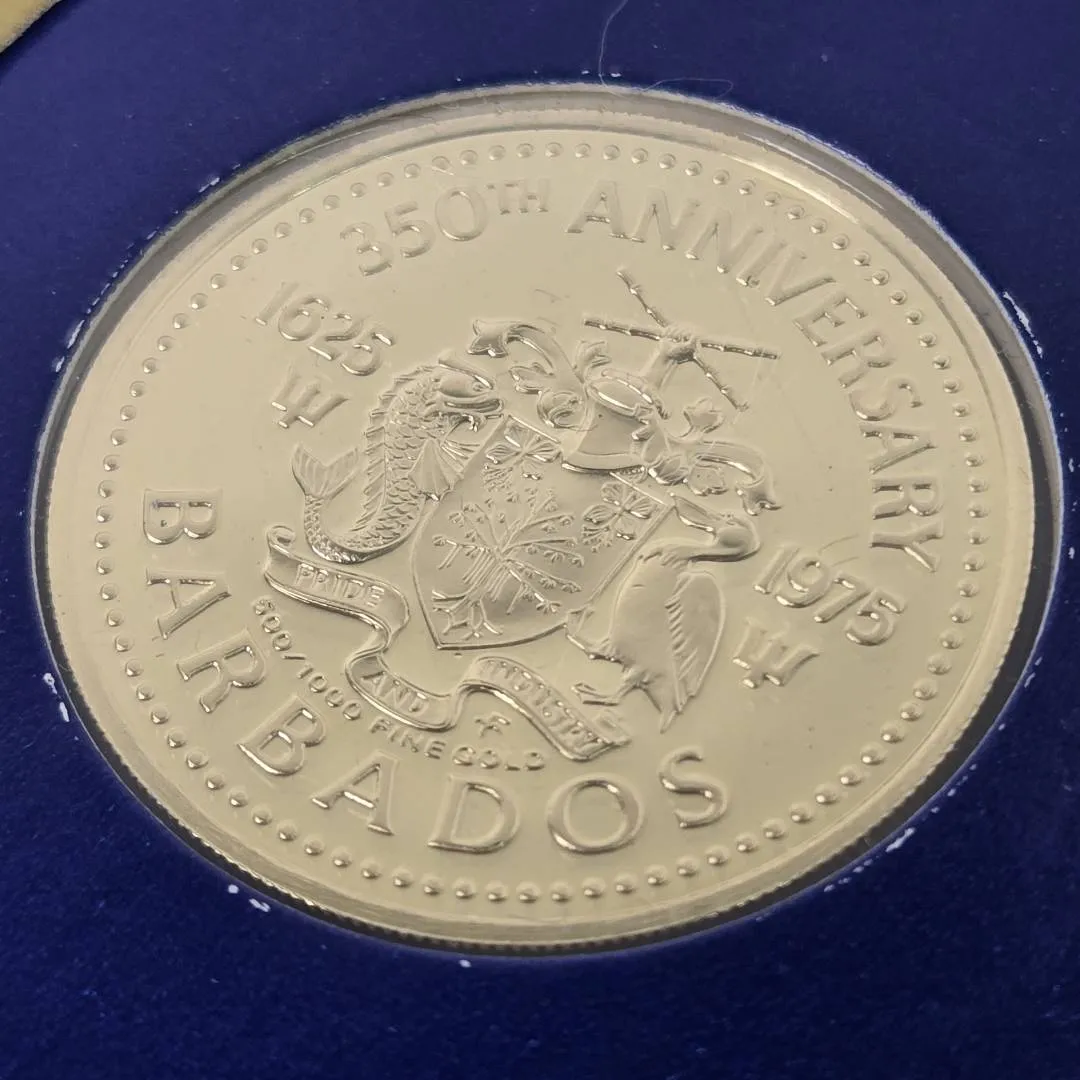 350TH ANNIVERSARY
1625
1975
PRIDE AND INDUSTRY
500/1000 FINE GOLD
BARBADOS